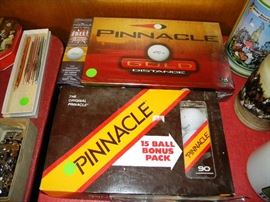 PINNACLE
GOLD
DISTANCE
THE
ORIGINAL
PINNACLE
PINNACLE
15 BALL
BONUS
PACK
PINNACLE
90